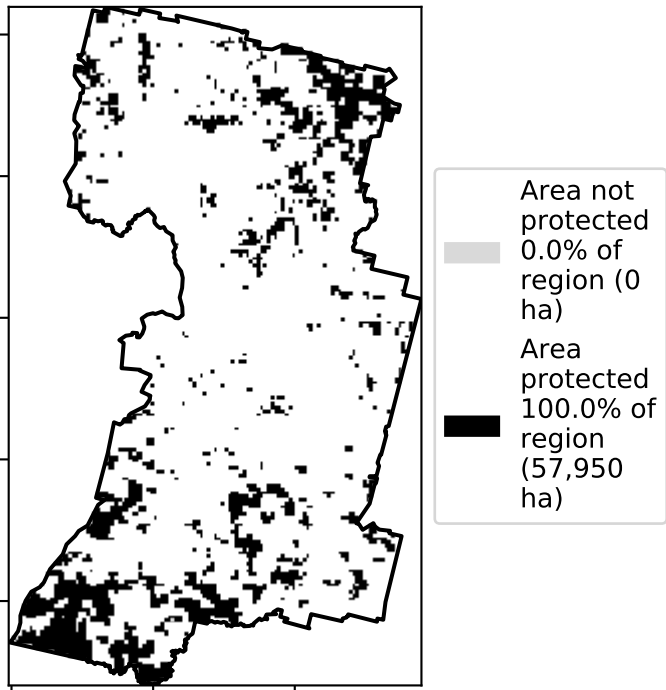 Area not
protected
0.0% of
region (0
ha)
Area
protected
100.0% of
region
(57,950
ha)